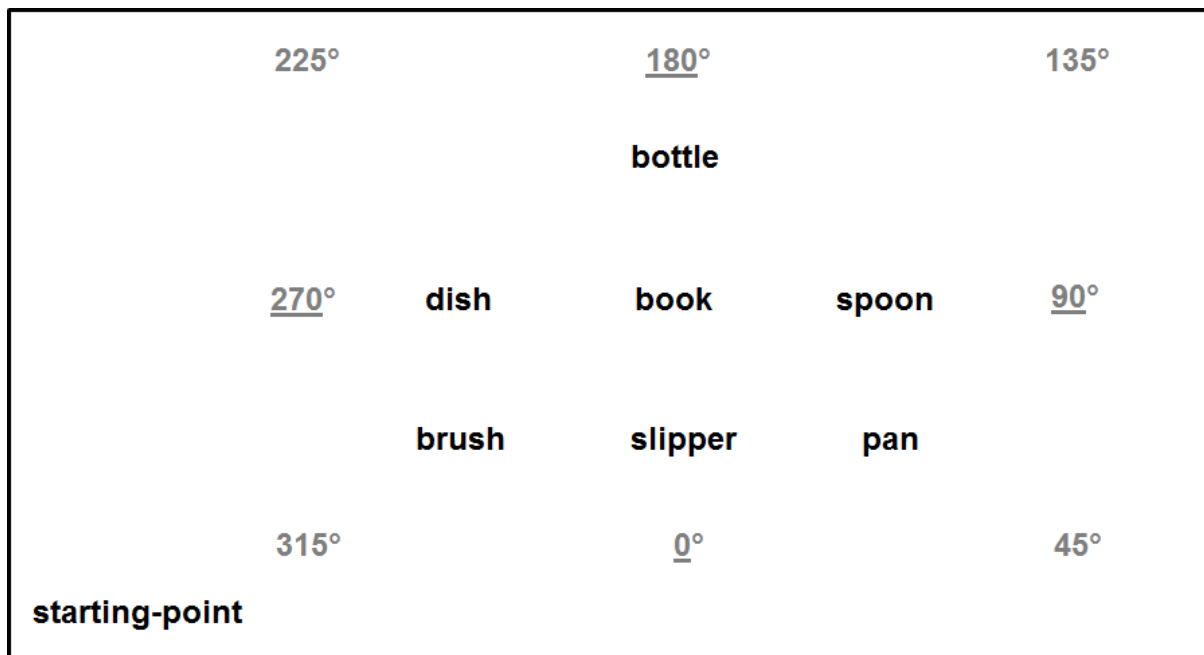 225° 180° 135°
bottle
270° dish book spoon 90°
brush slipper pan
315° 0° 45°
starting-point